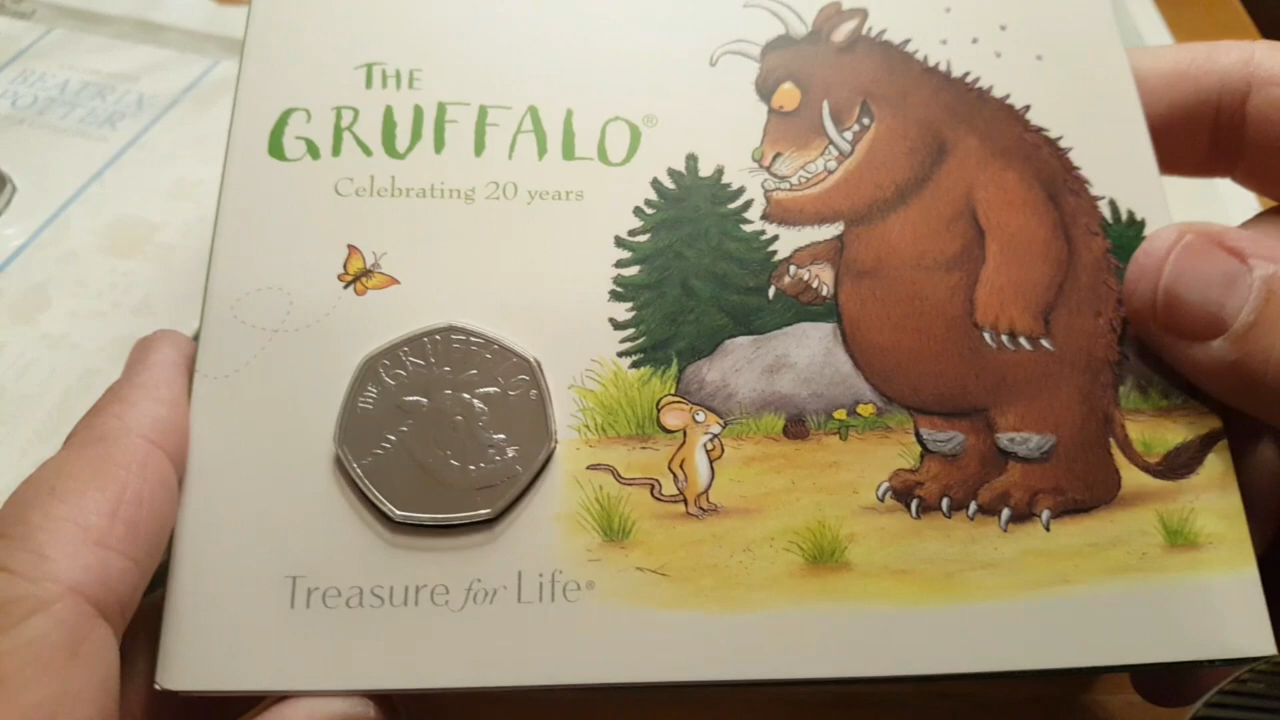 THE
GRUFFALO®
Celebrating 20 years
THE GRUFFALO
Treasure for Life®
BEATRIX
POTTER